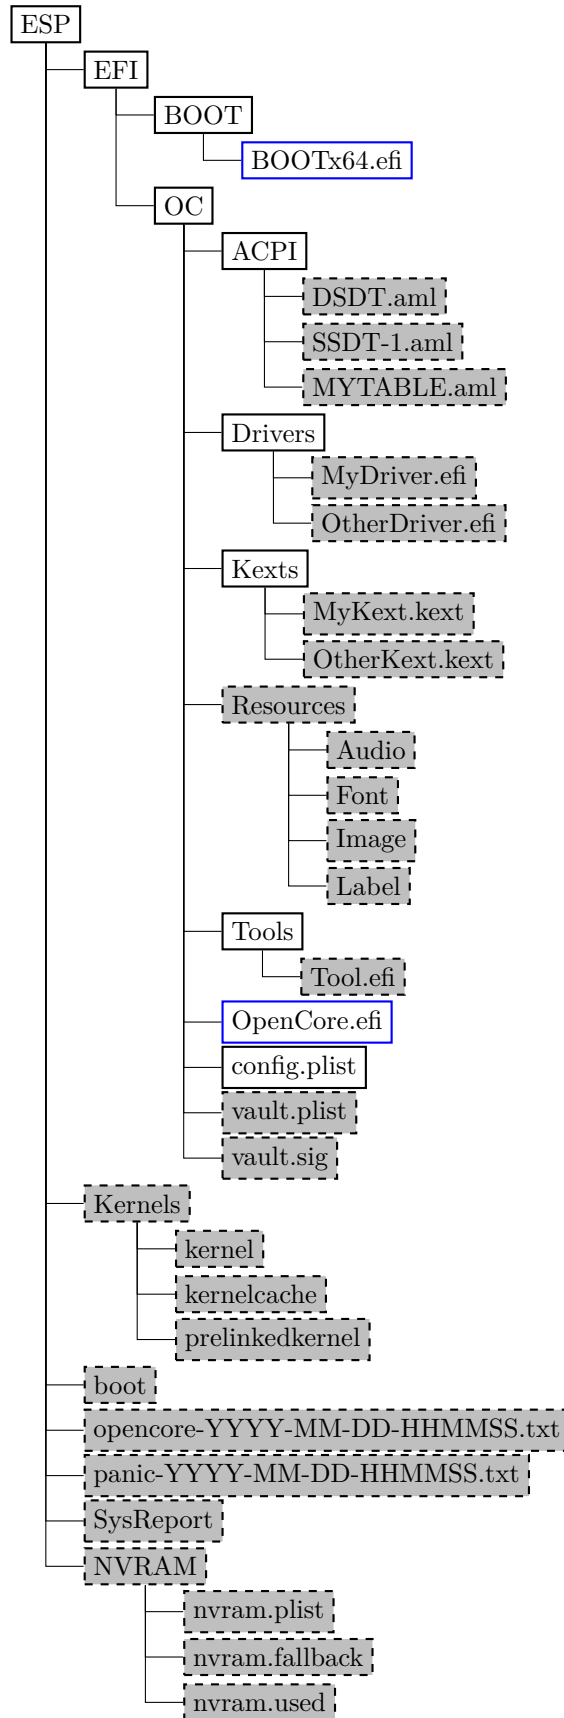 ESP
EFI
BOOT
BOOTx64.efi
OC
ACPI
DSDT.aml
SSDT-1.aml
MYTABLE.aml
Drivers
MyDriver.efi
OtherDriver.efi
Kexts
MyKext.kext
OtherKext.kext
Resources
Audio
Font
Image
Label
Tools
Tool.efi
OpenCore.efi
config.plist
vault.plist
vault.sig
Kernels
kernel
kernelcache
prelinkedkernel
boot
opencore-YYYY-MM-DD-HHMMSS.txt
panic-YYYY-MM-DD-HHMMSS.txt
SysReport
NVRAM
nvram.plist
nvram.fallback
nvram.used